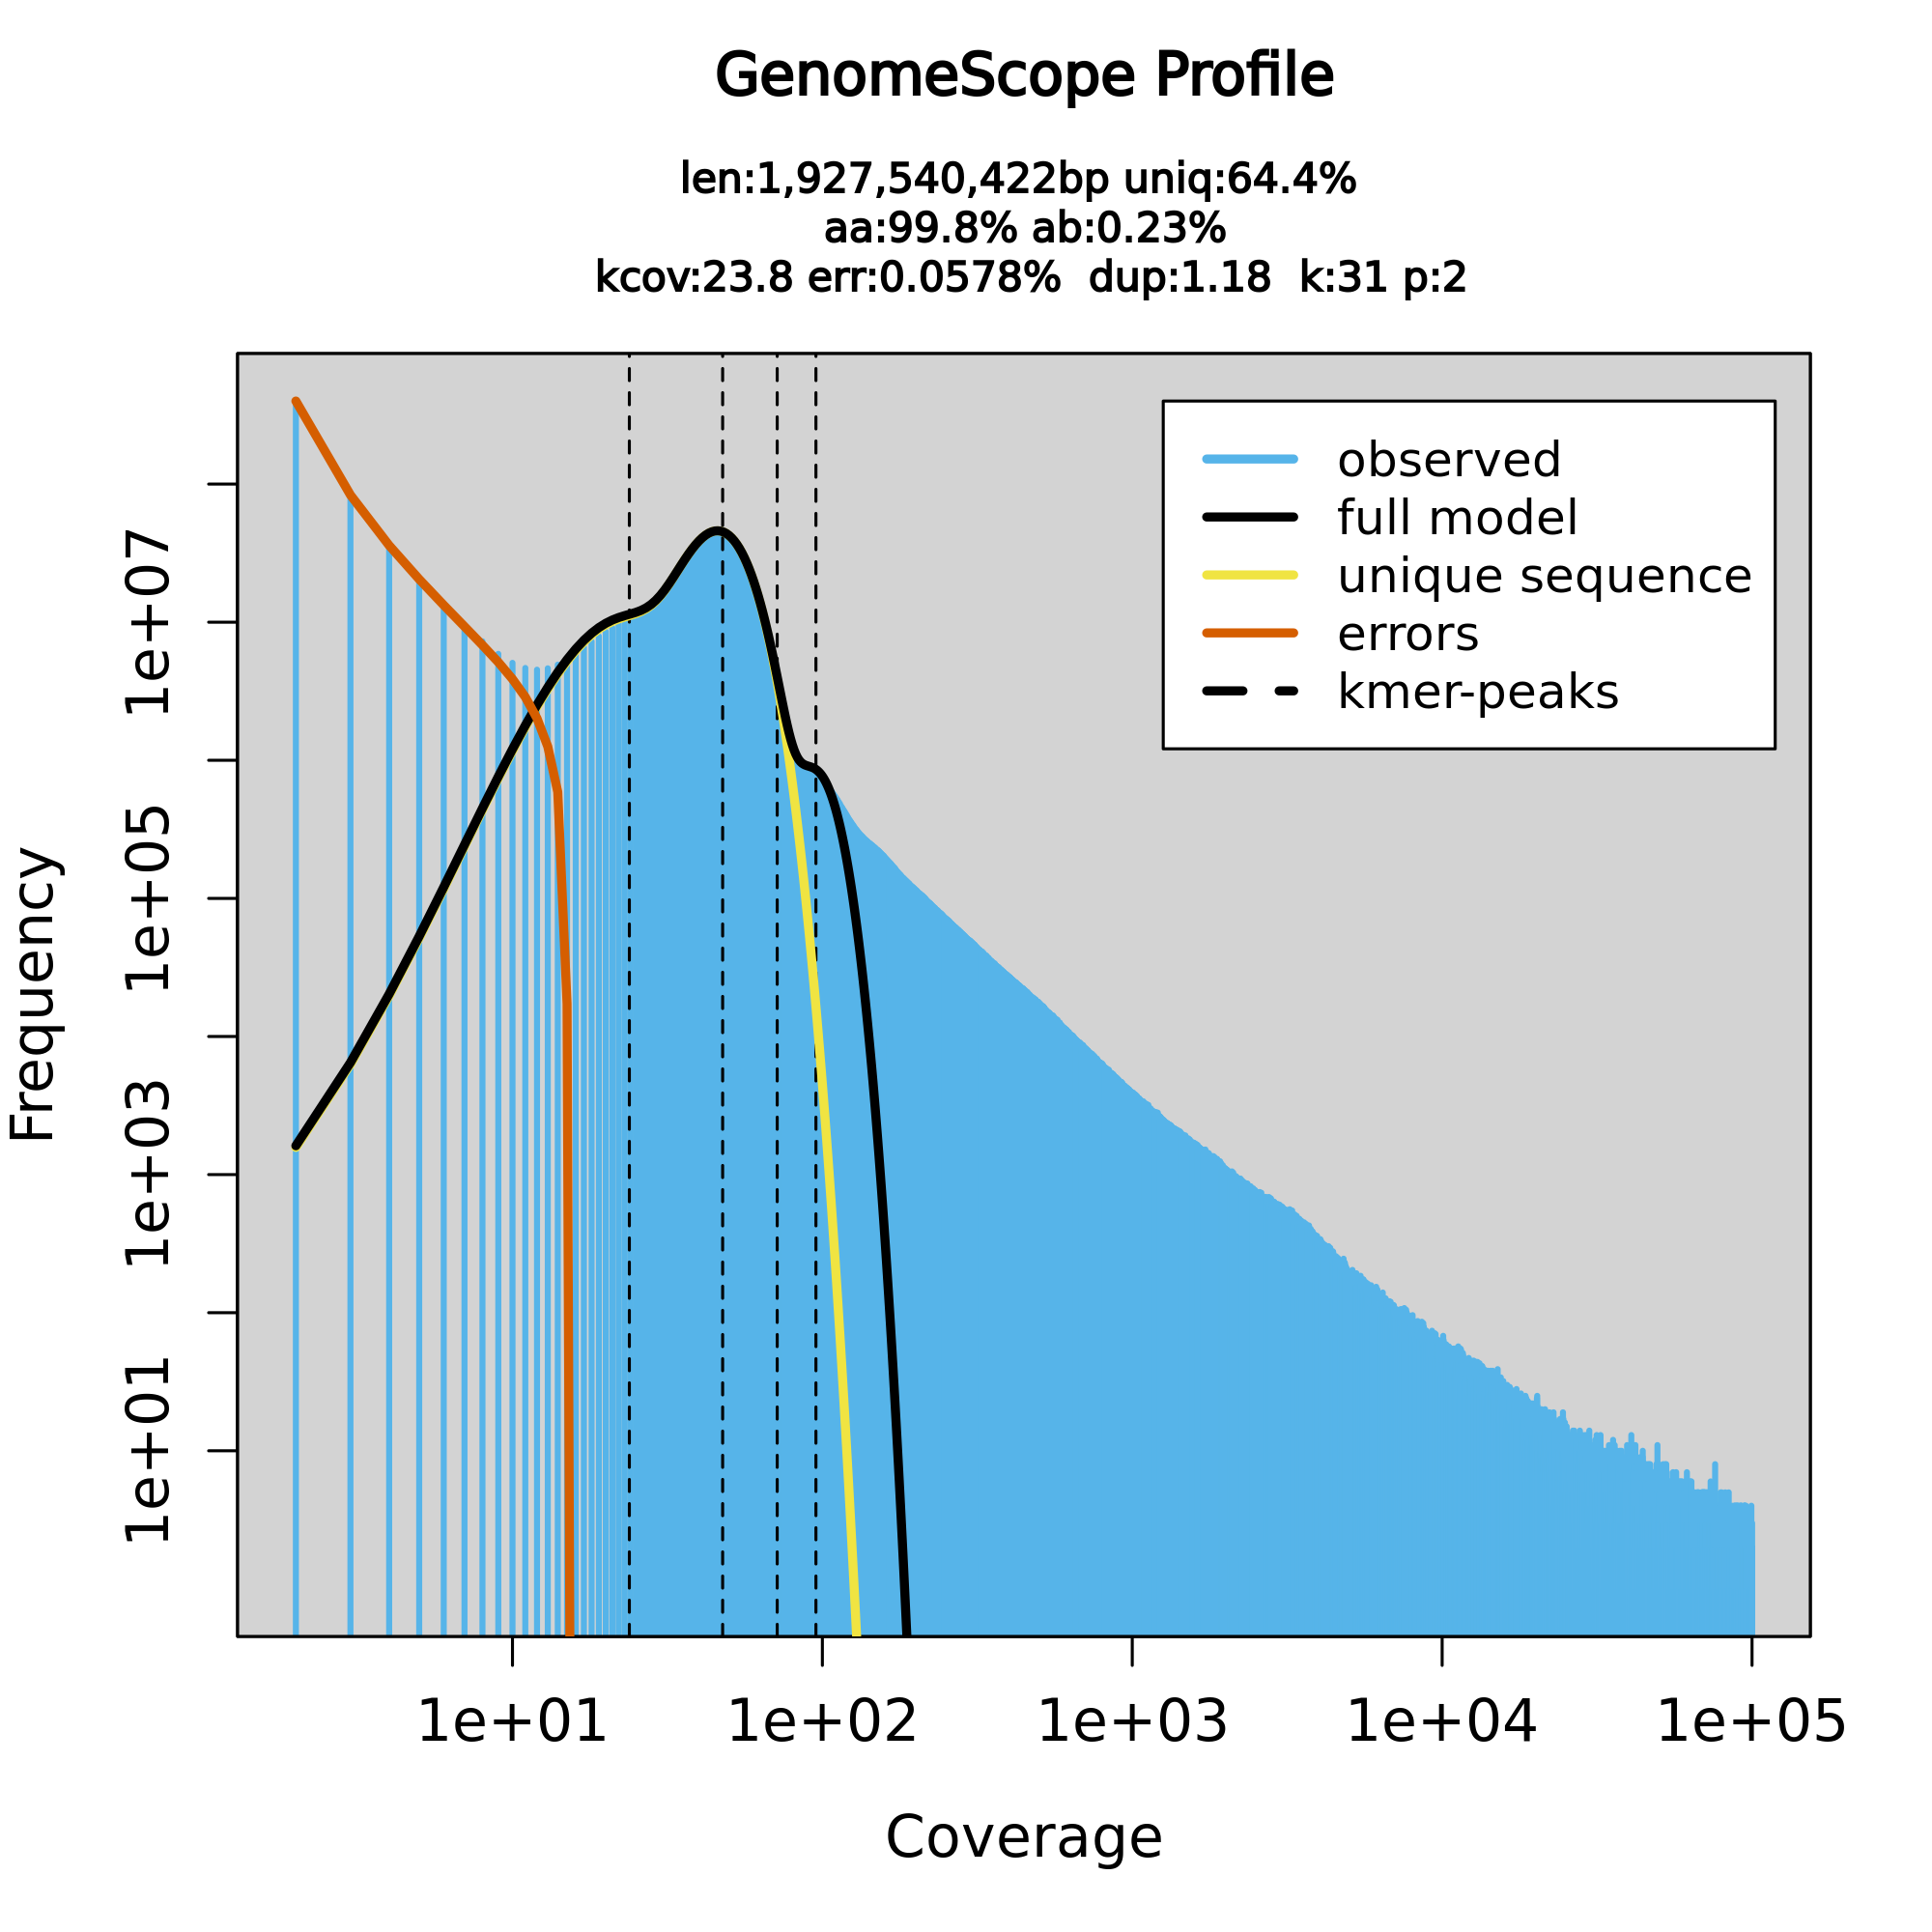 GenomeScope Profile
len:1,927,540,422bp uniq:64.4%
aa:99.8% ab:0.23%
kcov:23.8 err:0.0578%  dup:1.18  k:31 p:2
observed
full model
unique sequence
errors
kmer-peaks
Frequency
1e+07
1e+05
1e+03
1e+01
1e+01 1e+02 1e+03 1e+04 1e+05
Coverage